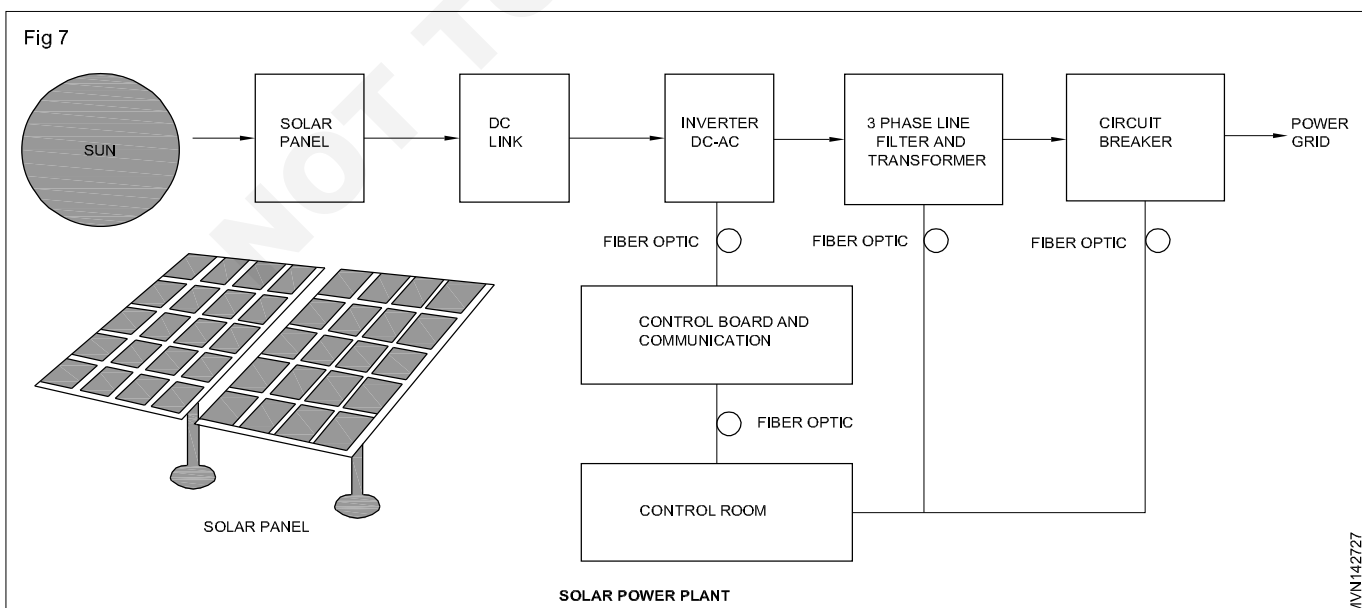 Fig 7
SUN
SOLAR
PANEL
DC
LINK
INVERTER
DC-AC
3 PHASE LINE
FILTER AND
TRANSFORMER
CIRCUIT
BREAKER
POWER
GRID
FIBER OPTIC
FIBER OPTIC
FIBER OPTIC
CONTROL BOARD AND
COMMUNICATION
FIBER OPTIC
CONTROL ROOM
SOLAR PANEL
SOLAR POWER PLANT